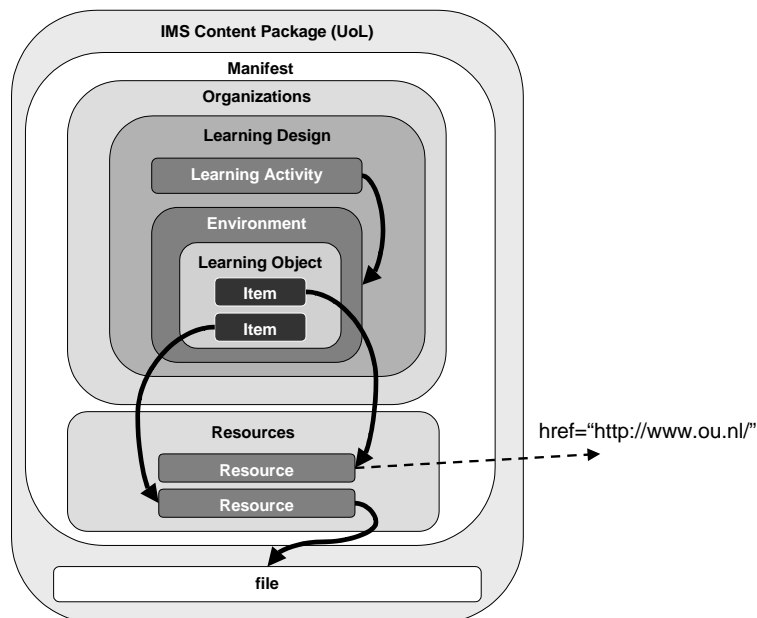 IMS Content Package (UoL)
Manifest
Organizations
Learning Design
Learning Activity
Environment
Learning Object
Item
Item
Resources
href=“http://www.ou.nl/”
Resource
Resource
file